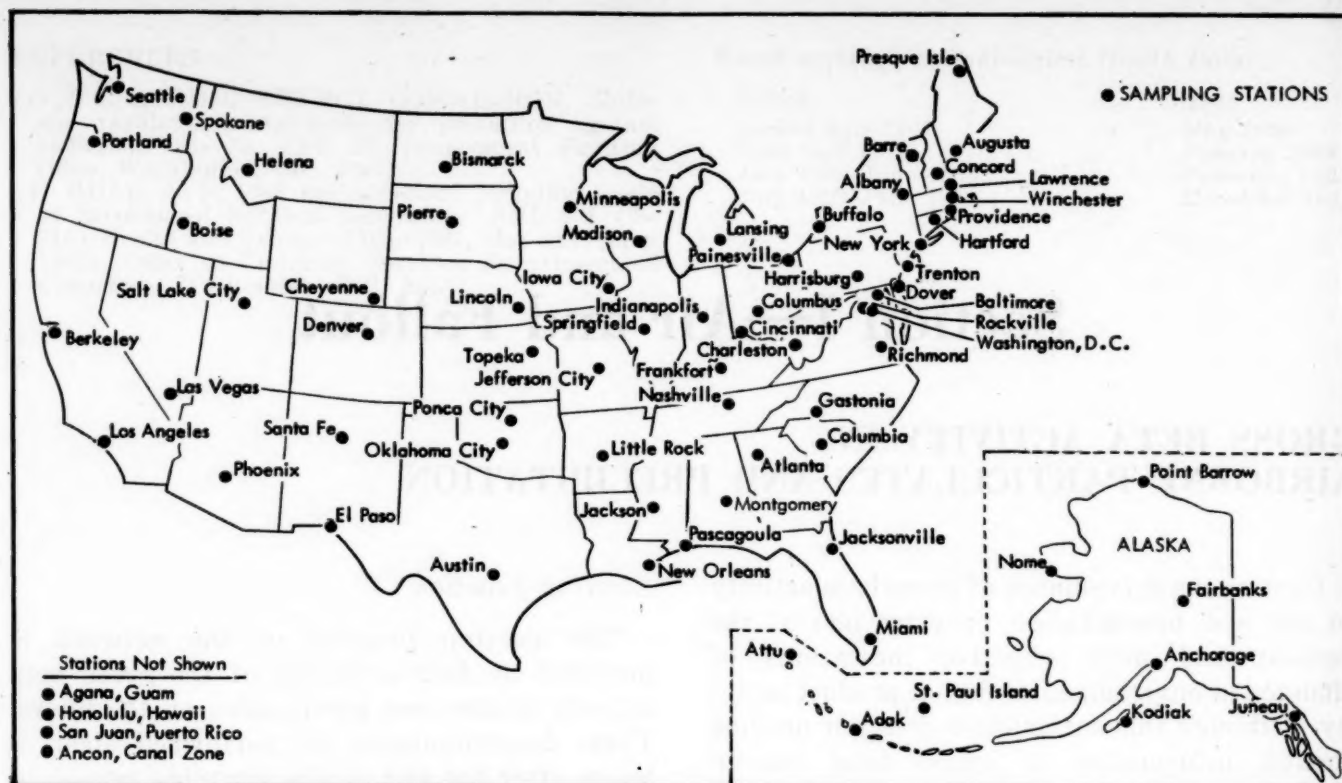 Presque Isle
SAMPLING STATIONS
Seattle
Spokane
Portland
Helena
Bismarck
Barre
Augusta
Concord
Lawrence
Albany
Winchester
Minneapolis
Boise
Pierre
Buffalo
Providence
Madison
Lansing
New York
Hartford
Painesville
Iowa City
Harrisburg
Trenton
Salt Lake City
Cheyenne
Lincoln
Indianapolis
Columbus
Dover
Baltimore
Denver
Springfield
Cincinnati
Rockville
Berkeley
Charleston
Washington, D.C.
Topeka
Richmond
Jefferson City
Frankfort
Las Vegas
Nashville
Ponca City
Gastonia
Los Angeles
Santa Fe
Oklahoma City
Little Rock
Columbia
Atlanta
Phoenix
Point Barrow
Jackson
Montgomery
El Paso
Pascagoula
Jacksonville
ALASKA
Austin
New Orleans
Nome
Fairbanks
Miami
Attu
Anchorage
Stations Not Shown
Agana, Guam
Honolulu, Hawaii
San Juan, Puerto Rico
Ancon, Canal Zone
St. Paul Island
Adak
Kodiak
Juneau